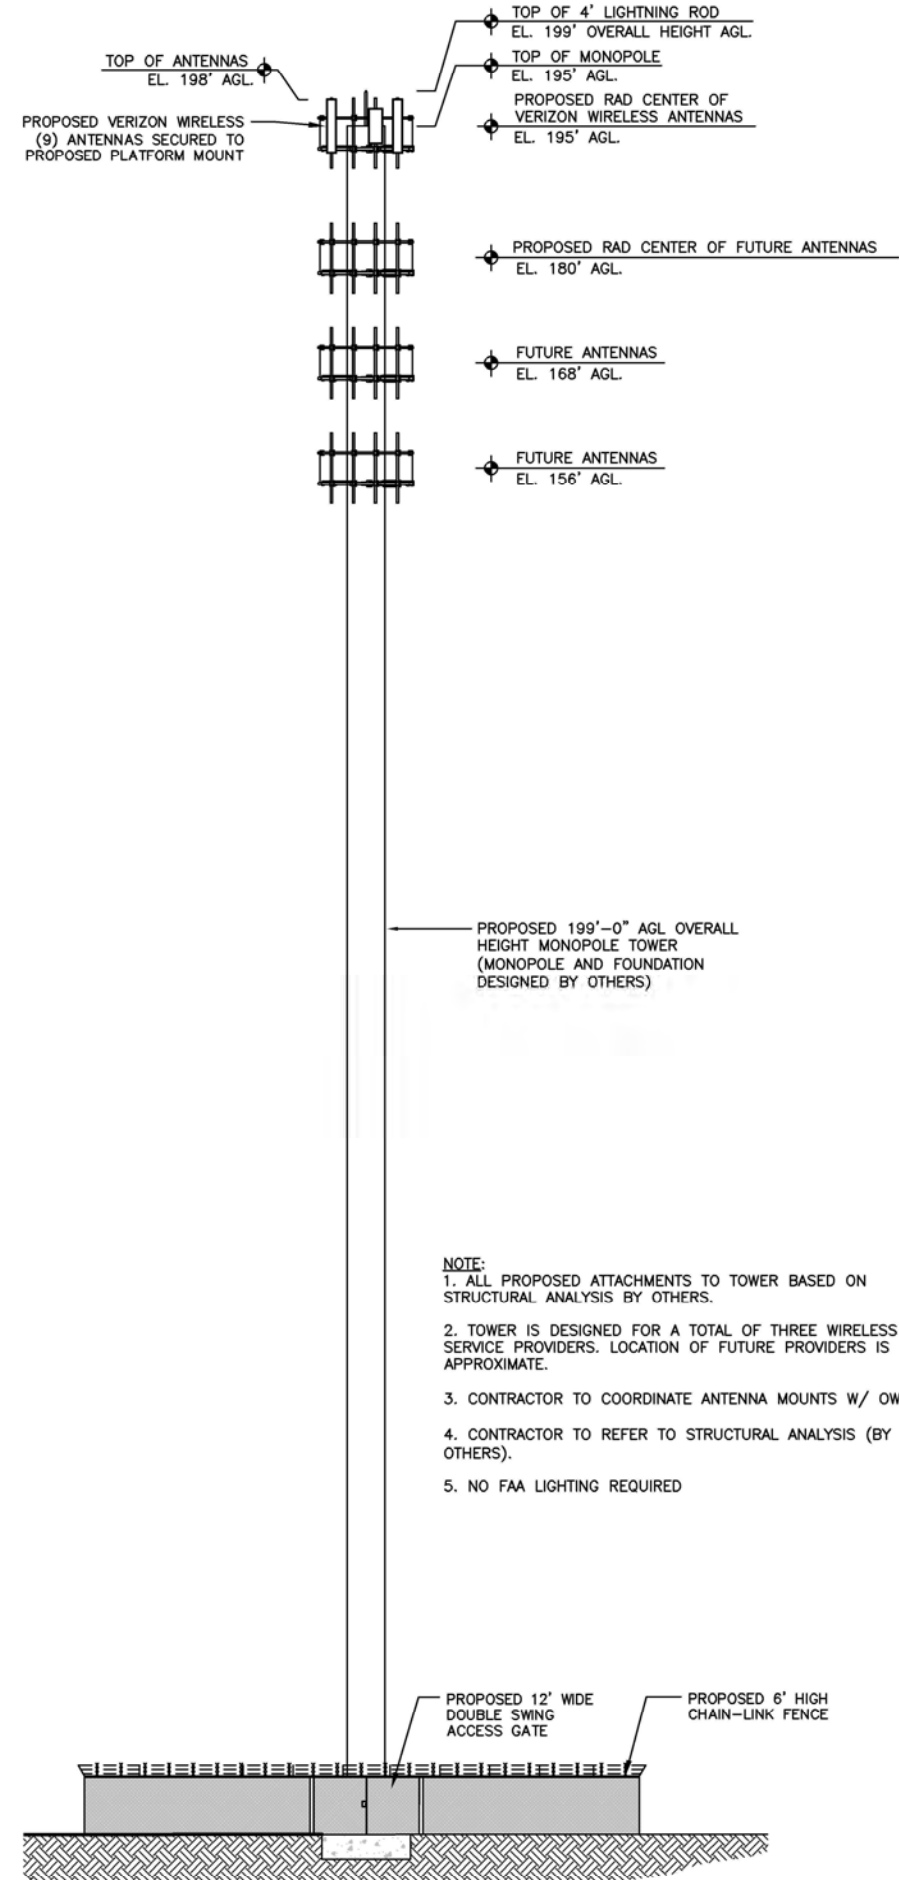 TOP OF 4' LIGHTNING ROD
EL. 199' OVERALL HEIGHT AGL.
TOP OF ANTENNAS
EL. 198' AGL.
TOP OF MONOPOLE
EL. 195' AGL.
PROPOSED VERIZON WIRELESS
(9) ANTENNAS SECURED TO
PROPOSED PLATFORM MOUNT
PROPOSED RAD CENTER OF
VERIZON WIRELESS ANTENNAS
EL. 195' AGL.
PROPOSED RAD CENTER OF FUTURE ANTENNAS
EL. 180' AGL.
FUTURE ANTENNAS
EL. 168' AGL.
FUTURE ANTENNAS
EL. 156' AGL.
PROPOSED 199'-0" AGL OVERALL
HEIGHT MONOPOLE TOWER
(MONOPOLE AND FOUNDATION
DESIGNED BY OTHERS)
NOTE:
1. ALL PROPOSED ATTACHMENTS TO TOWER BASED ON
STRUCTURAL ANALYSIS BY OTHERS.
2. TOWER IS DESIGNED FOR A TOTAL OF THREE WIRELESS
SERVICE PROVIDERS. LOCATION OF FUTURE PROVIDERS IS
APPROXIMATE.
3. CONTRACTOR TO COORDINATE ANTENNA MOUNTS W/ OW
4. CONTRACTOR TO REFER TO STRUCTURAL ANALYSIS (BY
OTHERS).
5. NO FAA LIGHTING REQUIRED
PROPOSED 12' WIDE
DOUBLE SWING
ACCESS GATE
PROPOSED 6' HIGH
CHAIN-LINK FENCE